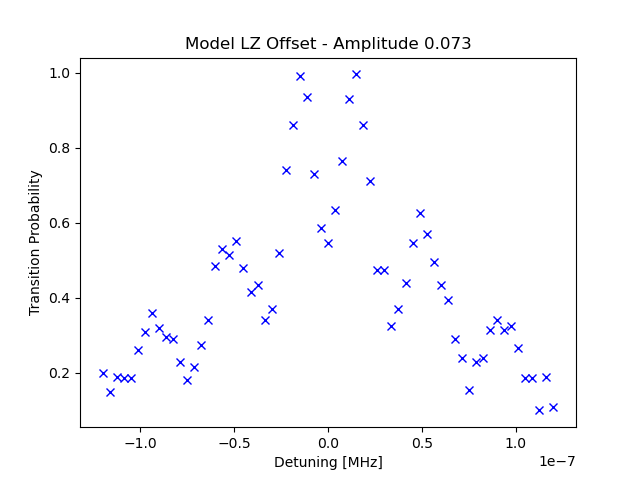 Model LZ Offset - Amplitude 0.073
1.0
0.8
0.6
0.4
0.2
Transition Probability
−1.0 −0.5 0.0 0.5 1.0
1e−7
Detuning [MHz]